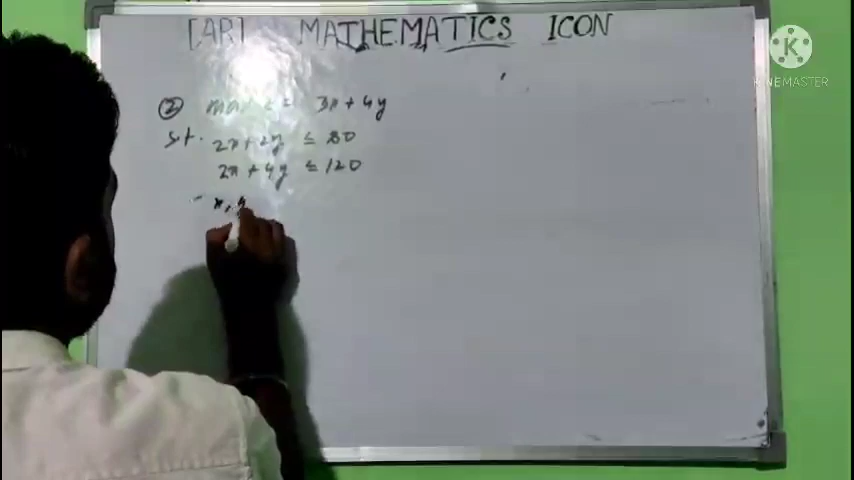 [AR] MATHEMATICS ICON
KINEMASTER
② max z = 3x + 4y
s.t. 2x + 2y ≤ 80
2x + 4y ≤ 120
x, y